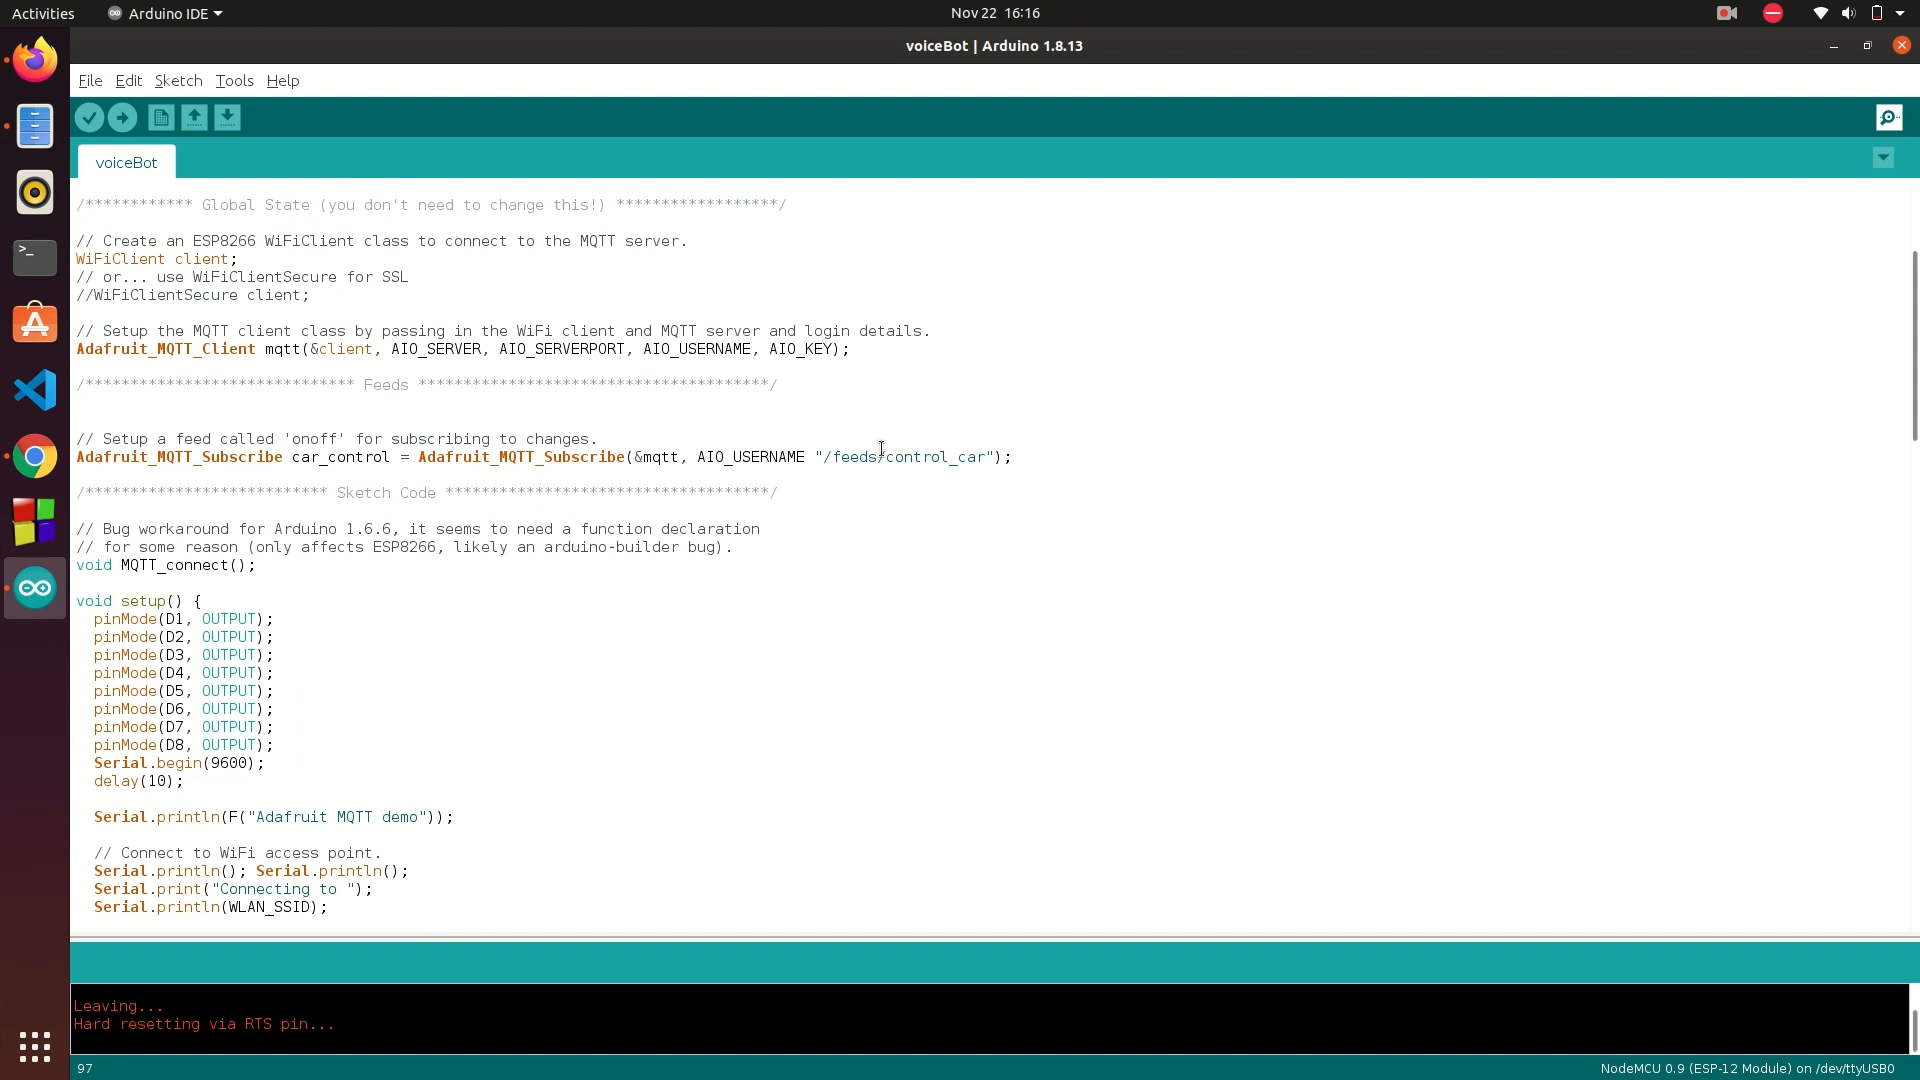 Activities
Arduino IDE
Nov 22 16:16
voiceBot | Arduino 1.8.13
File Edit Sketch Tools Help
voiceBot
/************ Global State (you don't need to change this!) ******************/
// Create an ESP8266 WiFiClient class to connect to the MQTT server.
WiFiClient client;
// or... use WiFiClientSecure for SSL
//WiFiClientSecure client;
// Setup the MQTT client class by passing in the WiFi client and MQTT server and login details.
Adafruit_MQTT_Client mqtt(&client, AIO_SERVER, AIO_SERVERPORT, AIO_USERNAME, AIO_KEY);
/****************************** Feeds ***************************************/
// Setup a feed called 'onoff' for subscribing to changes.
Adafruit_MQTT_Subscribe car_control = Adafruit_MQTT_Subscribe(&mqtt, AIO_USERNAME "/feeds/control_car");
/*************************** Sketch Code ************************************/
// Bug workaround for Arduino 1.6.6, it seems to need a function declaration
// for some reason (only affects ESP8266, likely an arduino-builder bug).
void MQTT_connect();
void setup() {
pinMode(D1, OUTPUT);
pinMode(D2, OUTPUT);
pinMode(D3, OUTPUT);
pinMode(D4, OUTPUT);
pinMode(D5, OUTPUT);
pinMode(D6, OUTPUT);
pinMode(D7, OUTPUT);
pinMode(D8, OUTPUT);
Serial.begin(9600);
delay(10);
Serial.println(F("Adafruit MQTT demo"));
// Connect to WiFi access point.
Serial.println(); Serial.println();
Serial.print("Connecting to ");
Serial.println(WLAN_SSID);
Leaving...
Hard resetting via RTS pin...
97
NodeMCU 0.9 (ESP-12 Module) on /dev/ttyUSB0